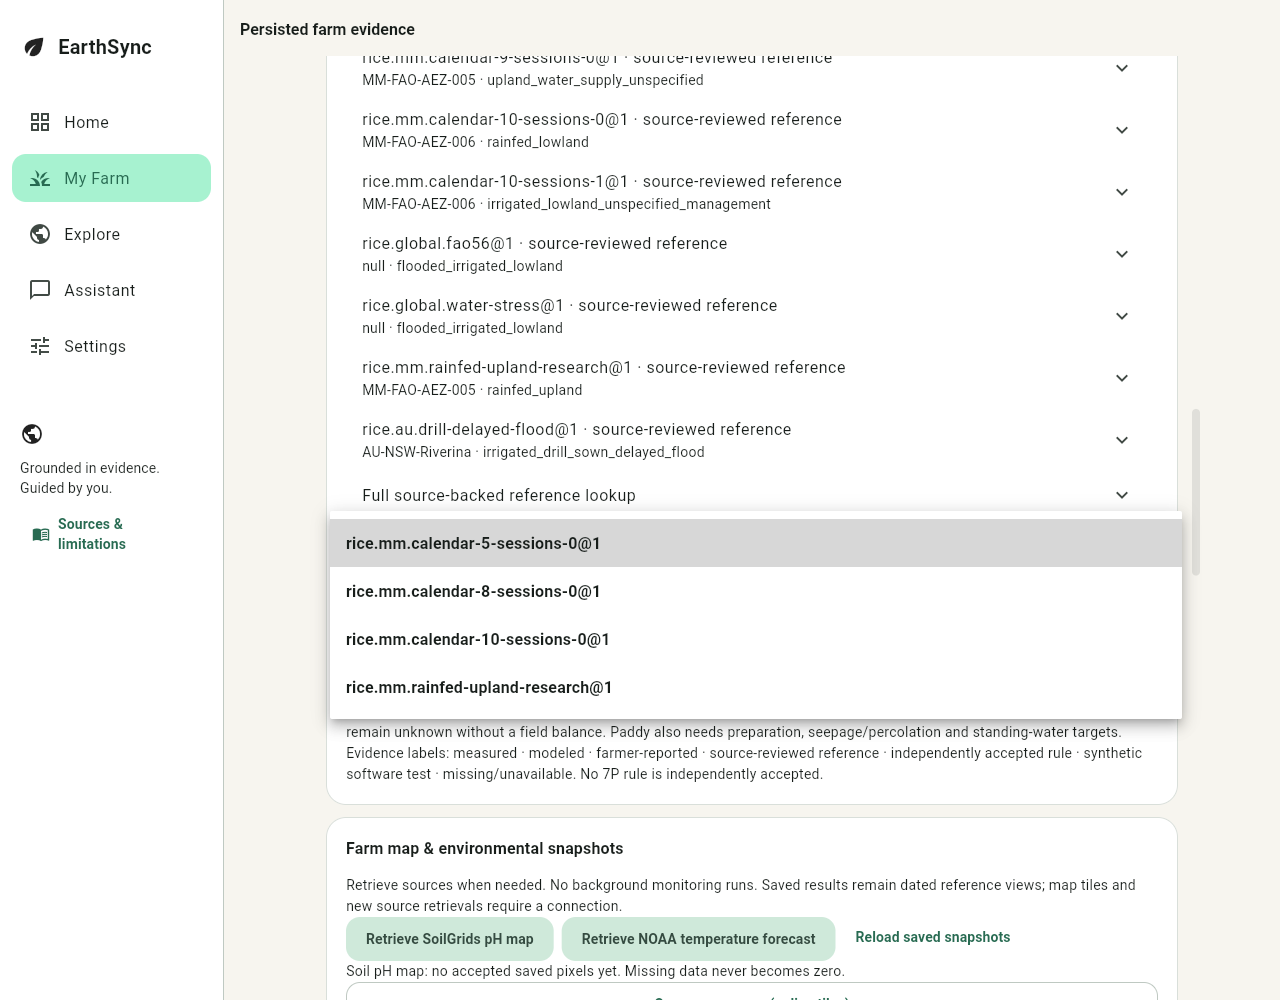 EarthSync
Home
My Farm
Explore
Assistant
Settings
Grounded in evidence.
Guided by you.
Sources &
limitations
Persisted farm evidence
rice.mm.calendar-9-sessions-0@1 · source-reviewed reference
MM-FAO-AEZ-005 · upland_water_supply_unspecified
rice.mm.calendar-10-sessions-0@1 · source-reviewed reference
MM-FAO-AEZ-006 · rainfed_lowland
rice.mm.calendar-10-sessions-1@1 · source-reviewed reference
MM-FAO-AEZ-006 · irrigated_lowland_unspecified_management
rice.global.fao56@1 · source-reviewed reference
null · flooded_irrigated_lowland
rice.global.water-stress@1 · source-reviewed reference
null · flooded_irrigated_lowland
rice.mm.rainfed-upland-research@1 · source-reviewed reference
MM-FAO-AEZ-005 · rainfed_upland
rice.au.drill-delayed-flood@1 · source-reviewed reference
AU-NSW-Riverina · irrigated_drill_sown_delayed_flood
Full source-backed reference lookup
rice.mm.calendar-5-sessions-0@1
rice.mm.calendar-8-sessions-0@1
rice.mm.calendar-10-sessions-0@1
rice.mm.rainfed-upland-research@1
remain unknown without a field balance. Paddy also needs preparation, seepage/percolation and standing-water targets.
Evidence labels: measured · modeled · farmer-reported · source-reviewed reference · independently accepted rule · synthetic
software test · missing/unavailable. No 7P rule is independently accepted.
Farm map & environmental snapshots
Retrieve sources when needed. No background monitoring runs. Saved results remain dated reference views; map tiles and
new source retrievals require a connection.
Retrieve SoilGrids pH map
Retrieve NOAA temperature forecast
Reload saved snapshots
Soil pH map: no accepted saved pixels yet. Missing data never becomes zero.